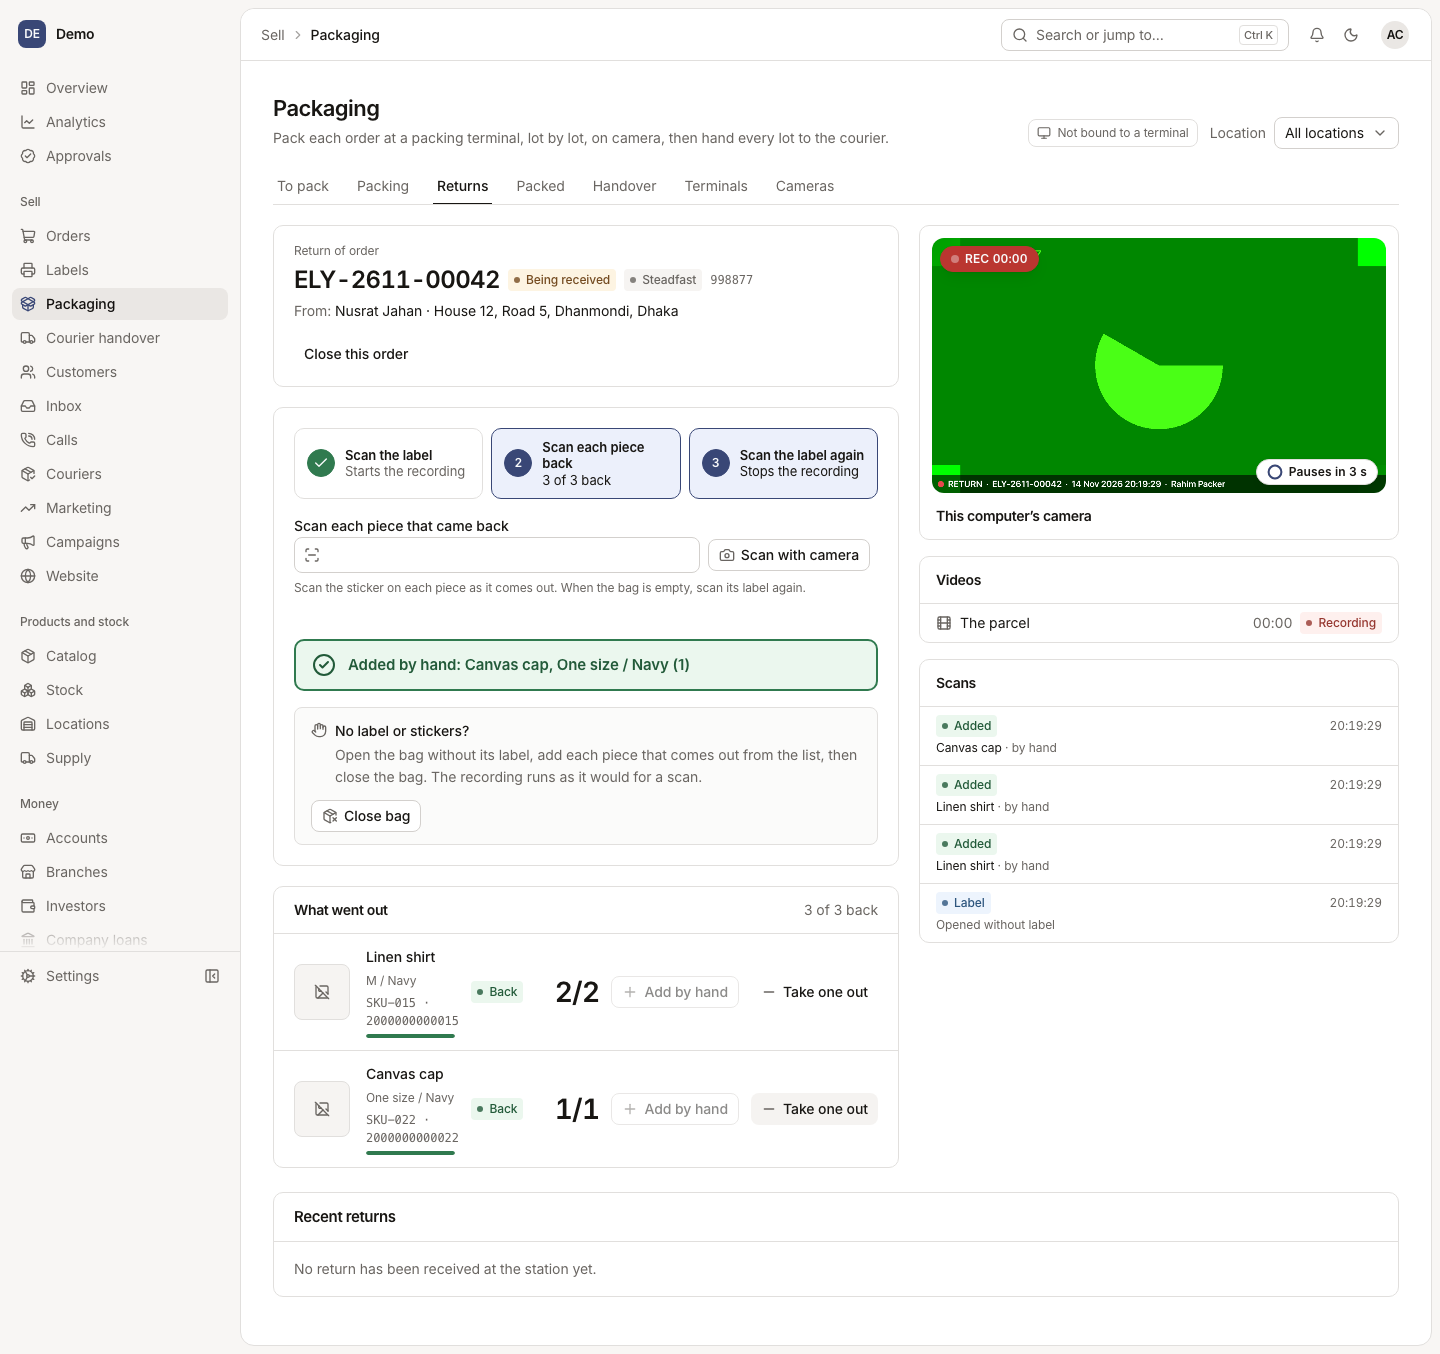 DE Demo
Overview
Analytics
Approvals
Sell
Orders
Labels
Packaging
Courier handover
Customers
Inbox
Calls
Couriers
Marketing
Campaigns
Website
Products and stock
Catalog
Stock
Locations
Supply
Money
Accounts
Branches
Investors
Company loans
Settings
Sell > Packaging
Search or jump to... Ctrl K
AC
Packaging
Pack each order at a packing terminal, lot by lot, on camera, then hand every lot to the courier.
Not bound to a terminal Location All locations
To pack Packing Returns Packed Handover Terminals Cameras
Return of order
ELY-2611-00042 Being received Steadfast 998877
From: Nusrat Jahan · House 12, Road 5, Dhanmondi, Dhaka
Close this order
Scan the label
Starts the recording
2 Scan each piece back
3 of 3 back
3 Scan the label again
Stops the recording
Scan each piece that came back
Scan with camera
Scan the sticker on each piece as it comes out. When the bag is empty, scan its label again.
Added by hand: Canvas cap, One size / Navy (1)
No label or stickers?
Open the bag without its label, add each piece that comes out from the list, then
close the bag. The recording runs as it would for a scan.
Close bag
What went out 3 of 3 back
Linen shirt
M / Navy
SKU-015 ·
2000000000015
Back 2/2 + Add by hand − Take one out
Canvas cap
One size / Navy
SKU-022 ·
2000000000022
Back 1/1 + Add by hand − Take one out
REC 00:00
Pauses in 3 s
RETURN · ELY-2611-00042 · 14 Nov 2026 20:19:29 · Rahim Packer
This computer’s camera
Videos
The parcel 00:00 Recording
Scans
Added 20:19:29
Canvas cap · by hand
Added 20:19:29
Linen shirt · by hand
Added 20:19:29
Linen shirt · by hand
Label 20:19:29
Opened without label
Recent returns
No return has been received at the station yet.